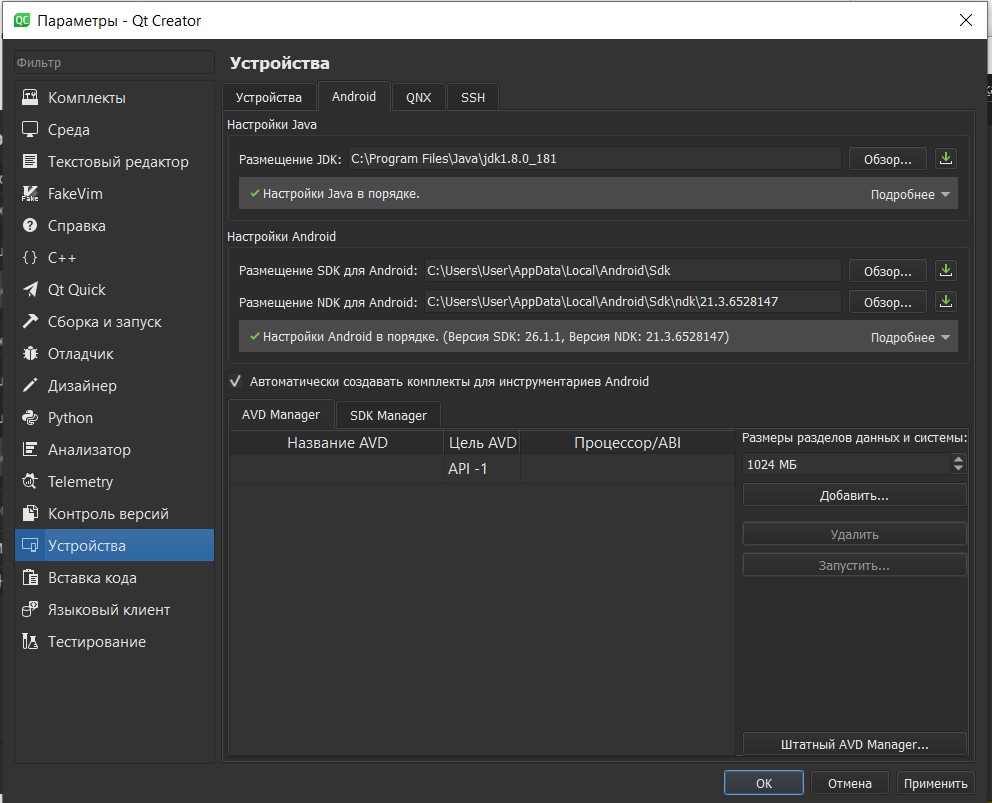 Параметры - Qt Creator
Фильтр
Комплекты
Среда
Текстовый редактор
FakeVim
Справка
C++
Qt Quick
Сборка и запуск
Отладчик
Дизайнер
Python
Анализатор
Telemetry
Контроль версий
Устройства
Вставка кода
Языковый клиент
Тестирование
Устройства
Устройства Android QNX SSH
Настройки Java
Размещение JDK: C:\Program Files\Java\jdk1.8.0_181 Обзор...
Настройки Java в порядке. Подробнее
Настройки Android
Размещение SDK для Android: C:\Users\User\AppData\Local\Android\Sdk Обзор...
Размещение NDK для Android: C:\Users\User\AppData\Local\Android\Sdk\ndk\21.3.6528147 Обзор...
Настройки Android в порядке. (Версия SDK: 26.1.1, Версия NDK: 21.3.6528147) Подробнее
Автоматически создавать комплекты для инструментариев Android
AVD Manager SDK Manager
Название AVD Цель AVD Процессор/ABI
API -1
Размеры разделов данных и системы:
1024 МБ
Добавить...
Удалить
Запустить...
Штатный AVD Manager...
OK Отмена Применить